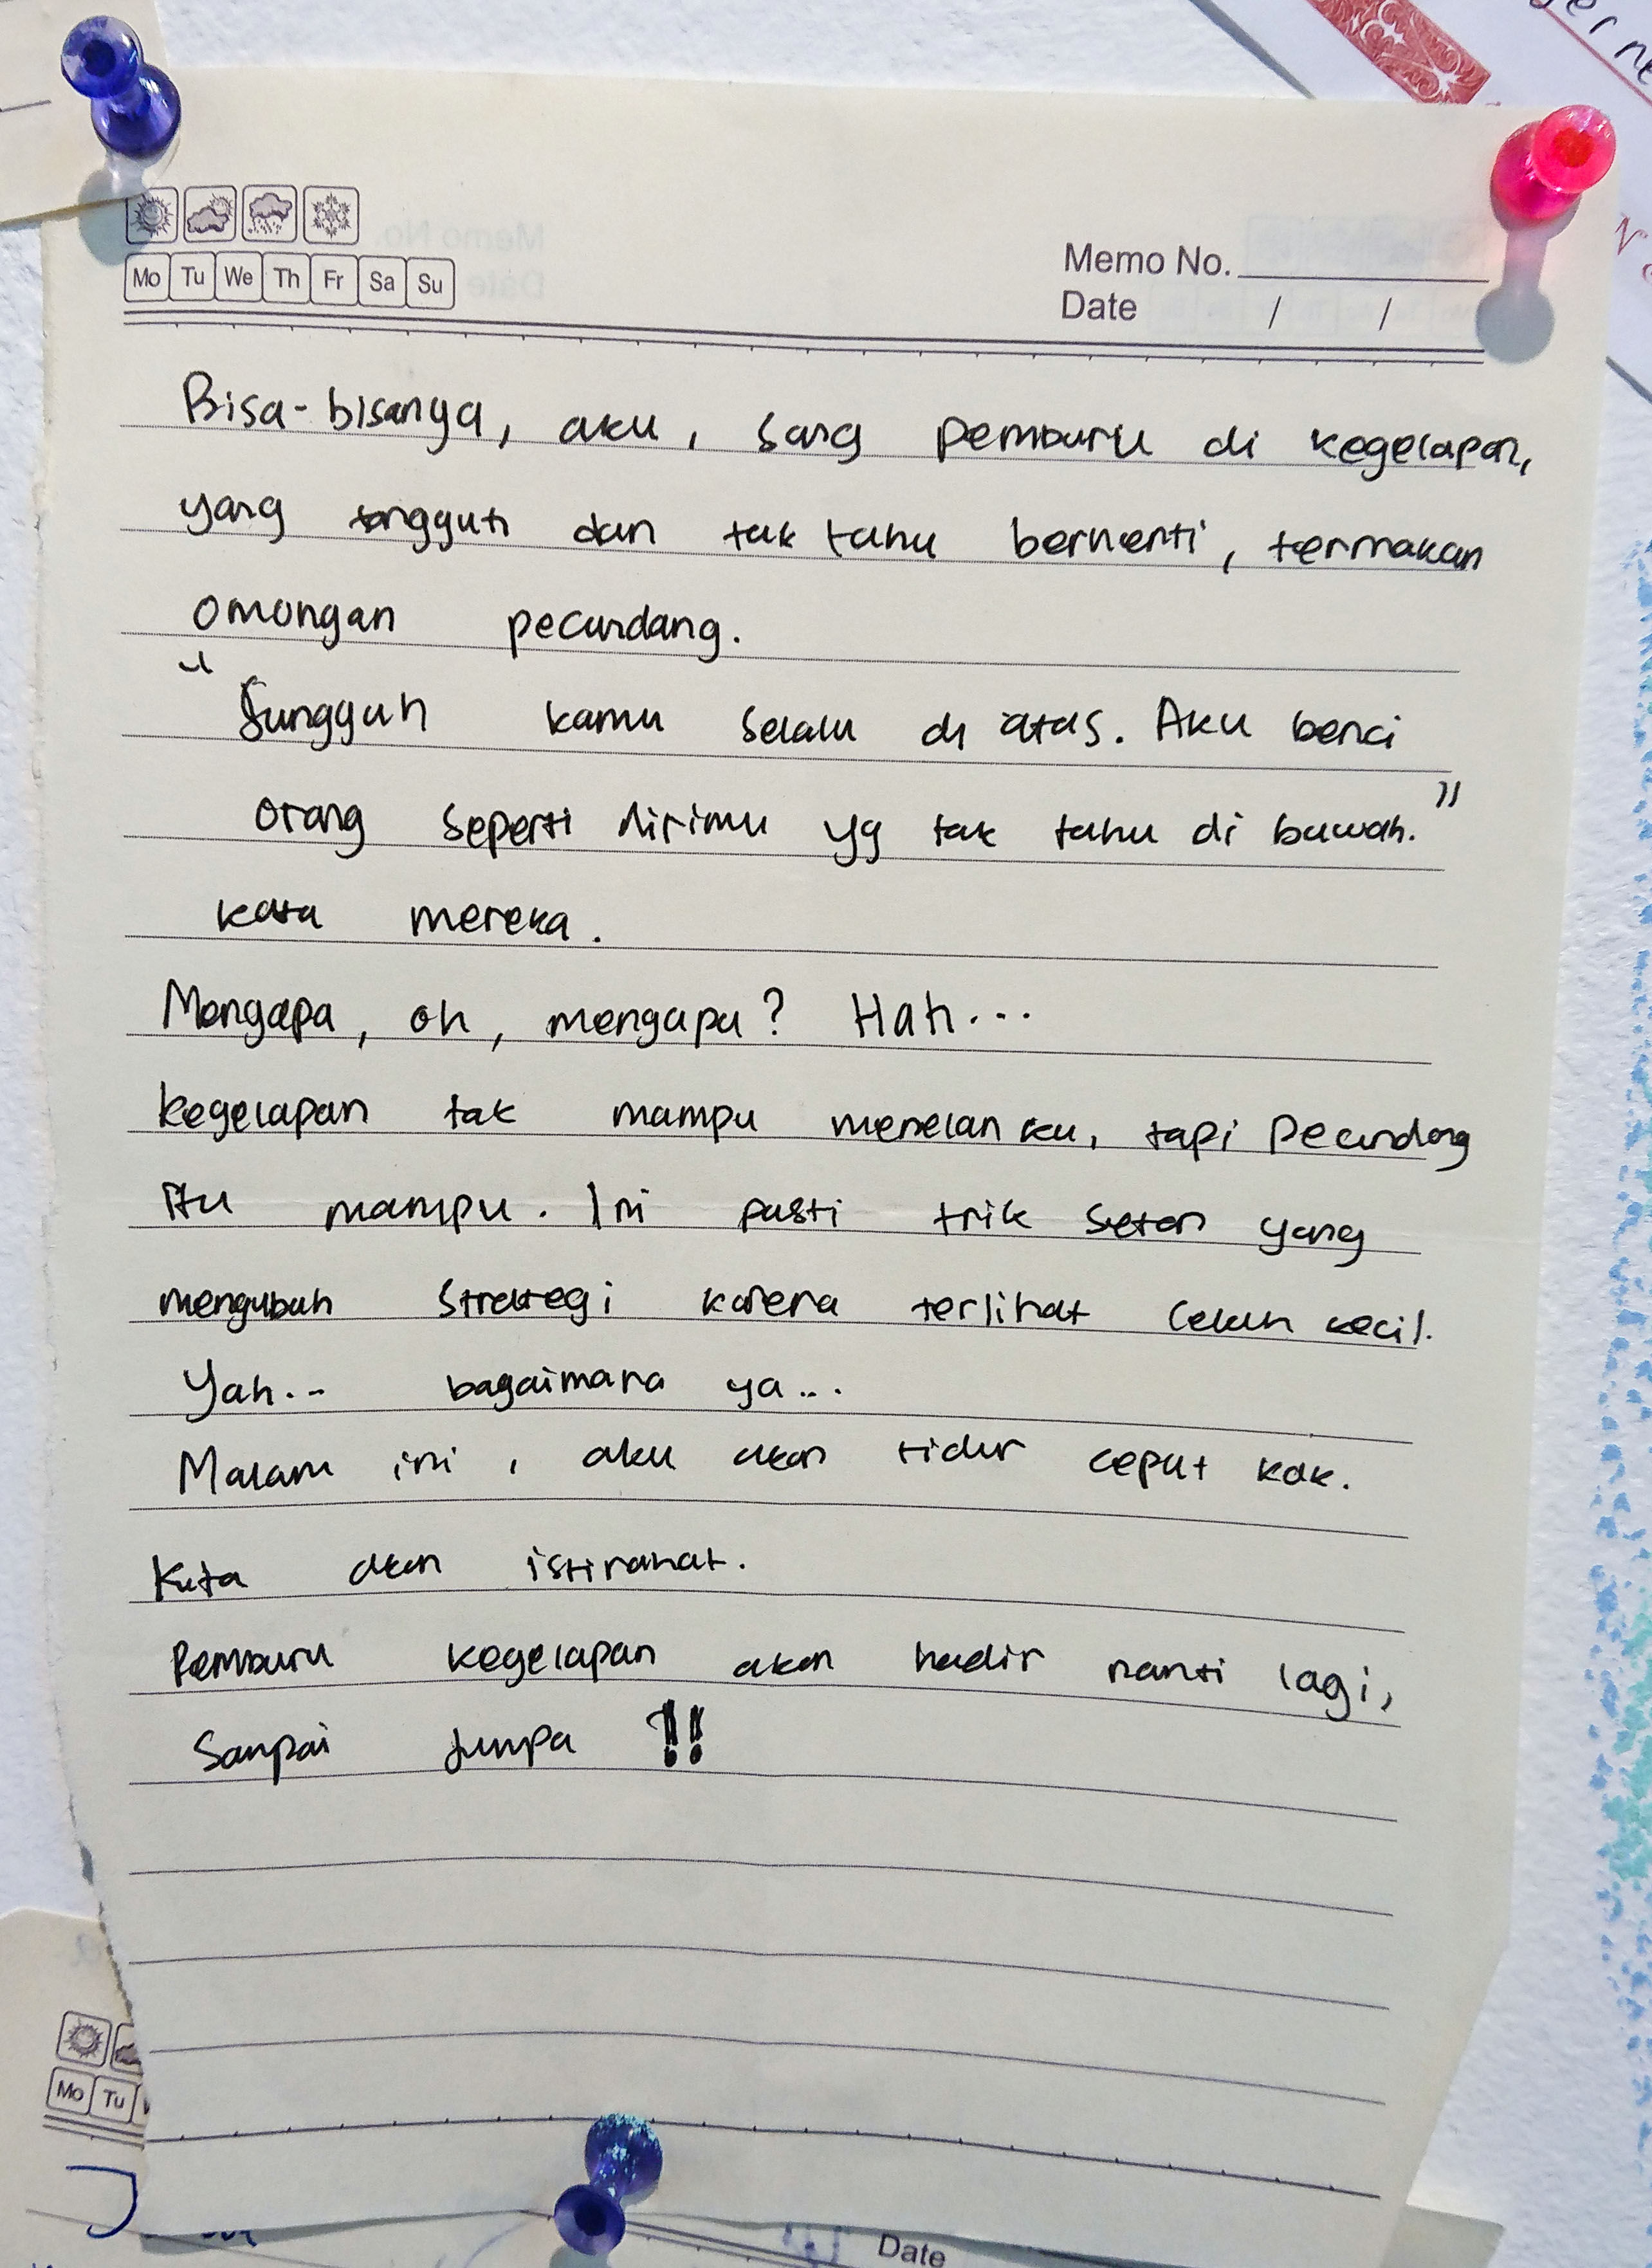 Mo Tu We Th Fr Sa Su
Memo No.
Date / /
Bisa-bisanya, aku, sang pemburu di kegelapan,
yang tangguh dan tak tahu berhenti, termakan
omongan pecundang.
"Sungguh kamu selalu di atas. Aku benci
orang seperti dirimu yg tak tahu di bawah."
kata mereka.
Mengapa, oh, mengapa? Hah...
kegelapan tak mampu menelanku, tapi pecundang
itu mampu. Ini pasti trik setan yang
mengubah strategi karena terlihat celah kecil.
Yah... bagaimana ya...
Malam ini, aku akan tidur cepat kak.
Kita akan istirahat.
Pemburu kegelapan akan hadir nanti lagi,
Sampai jumpa !!
Mo Tu
Date